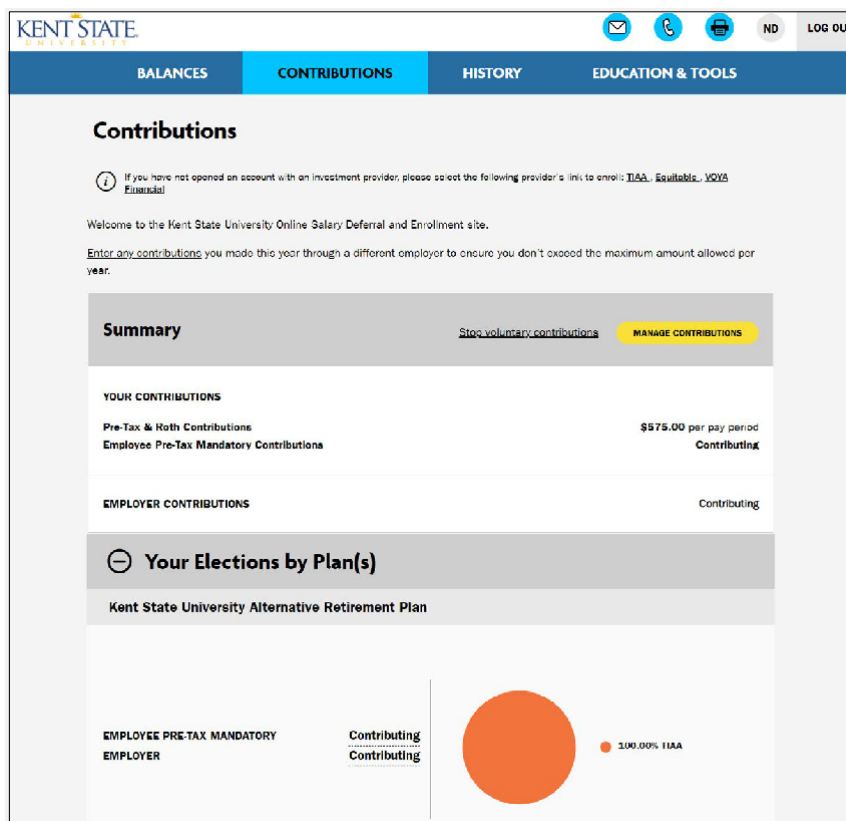 KENT STATE
UNIVERSITY
ND
LOG OU
BALANCES
CONTRIBUTIONS
HISTORY
EDUCATION & TOOLS
Contributions
If you have not opened an account with an investment provider, please select the following provider's link to enroll: TIAA , Equitable , VOYA
Financial
Welcome to the Kent State University Online Salary Deferral and Enrollment site.
Enter any contributions you made this year through a different employer to ensure you don't exceed the maximum amount allowed per
year.
Summary
Stop voluntary contributions
MANAGE CONTRIBUTIONS
YOUR CONTRIBUTIONS
Pre-Tax & Roth Contributions $575.00 per pay period
Employee Pre-Tax Mandatory Contributions Contributing
EMPLOYER CONTRIBUTIONS Contributing
Your Elections by Plan(s)
Kent State University Alternative Retirement Plan
EMPLOYEE PRE-TAX MANDATORY Contributing
EMPLOYER Contributing
100.00% TIAA